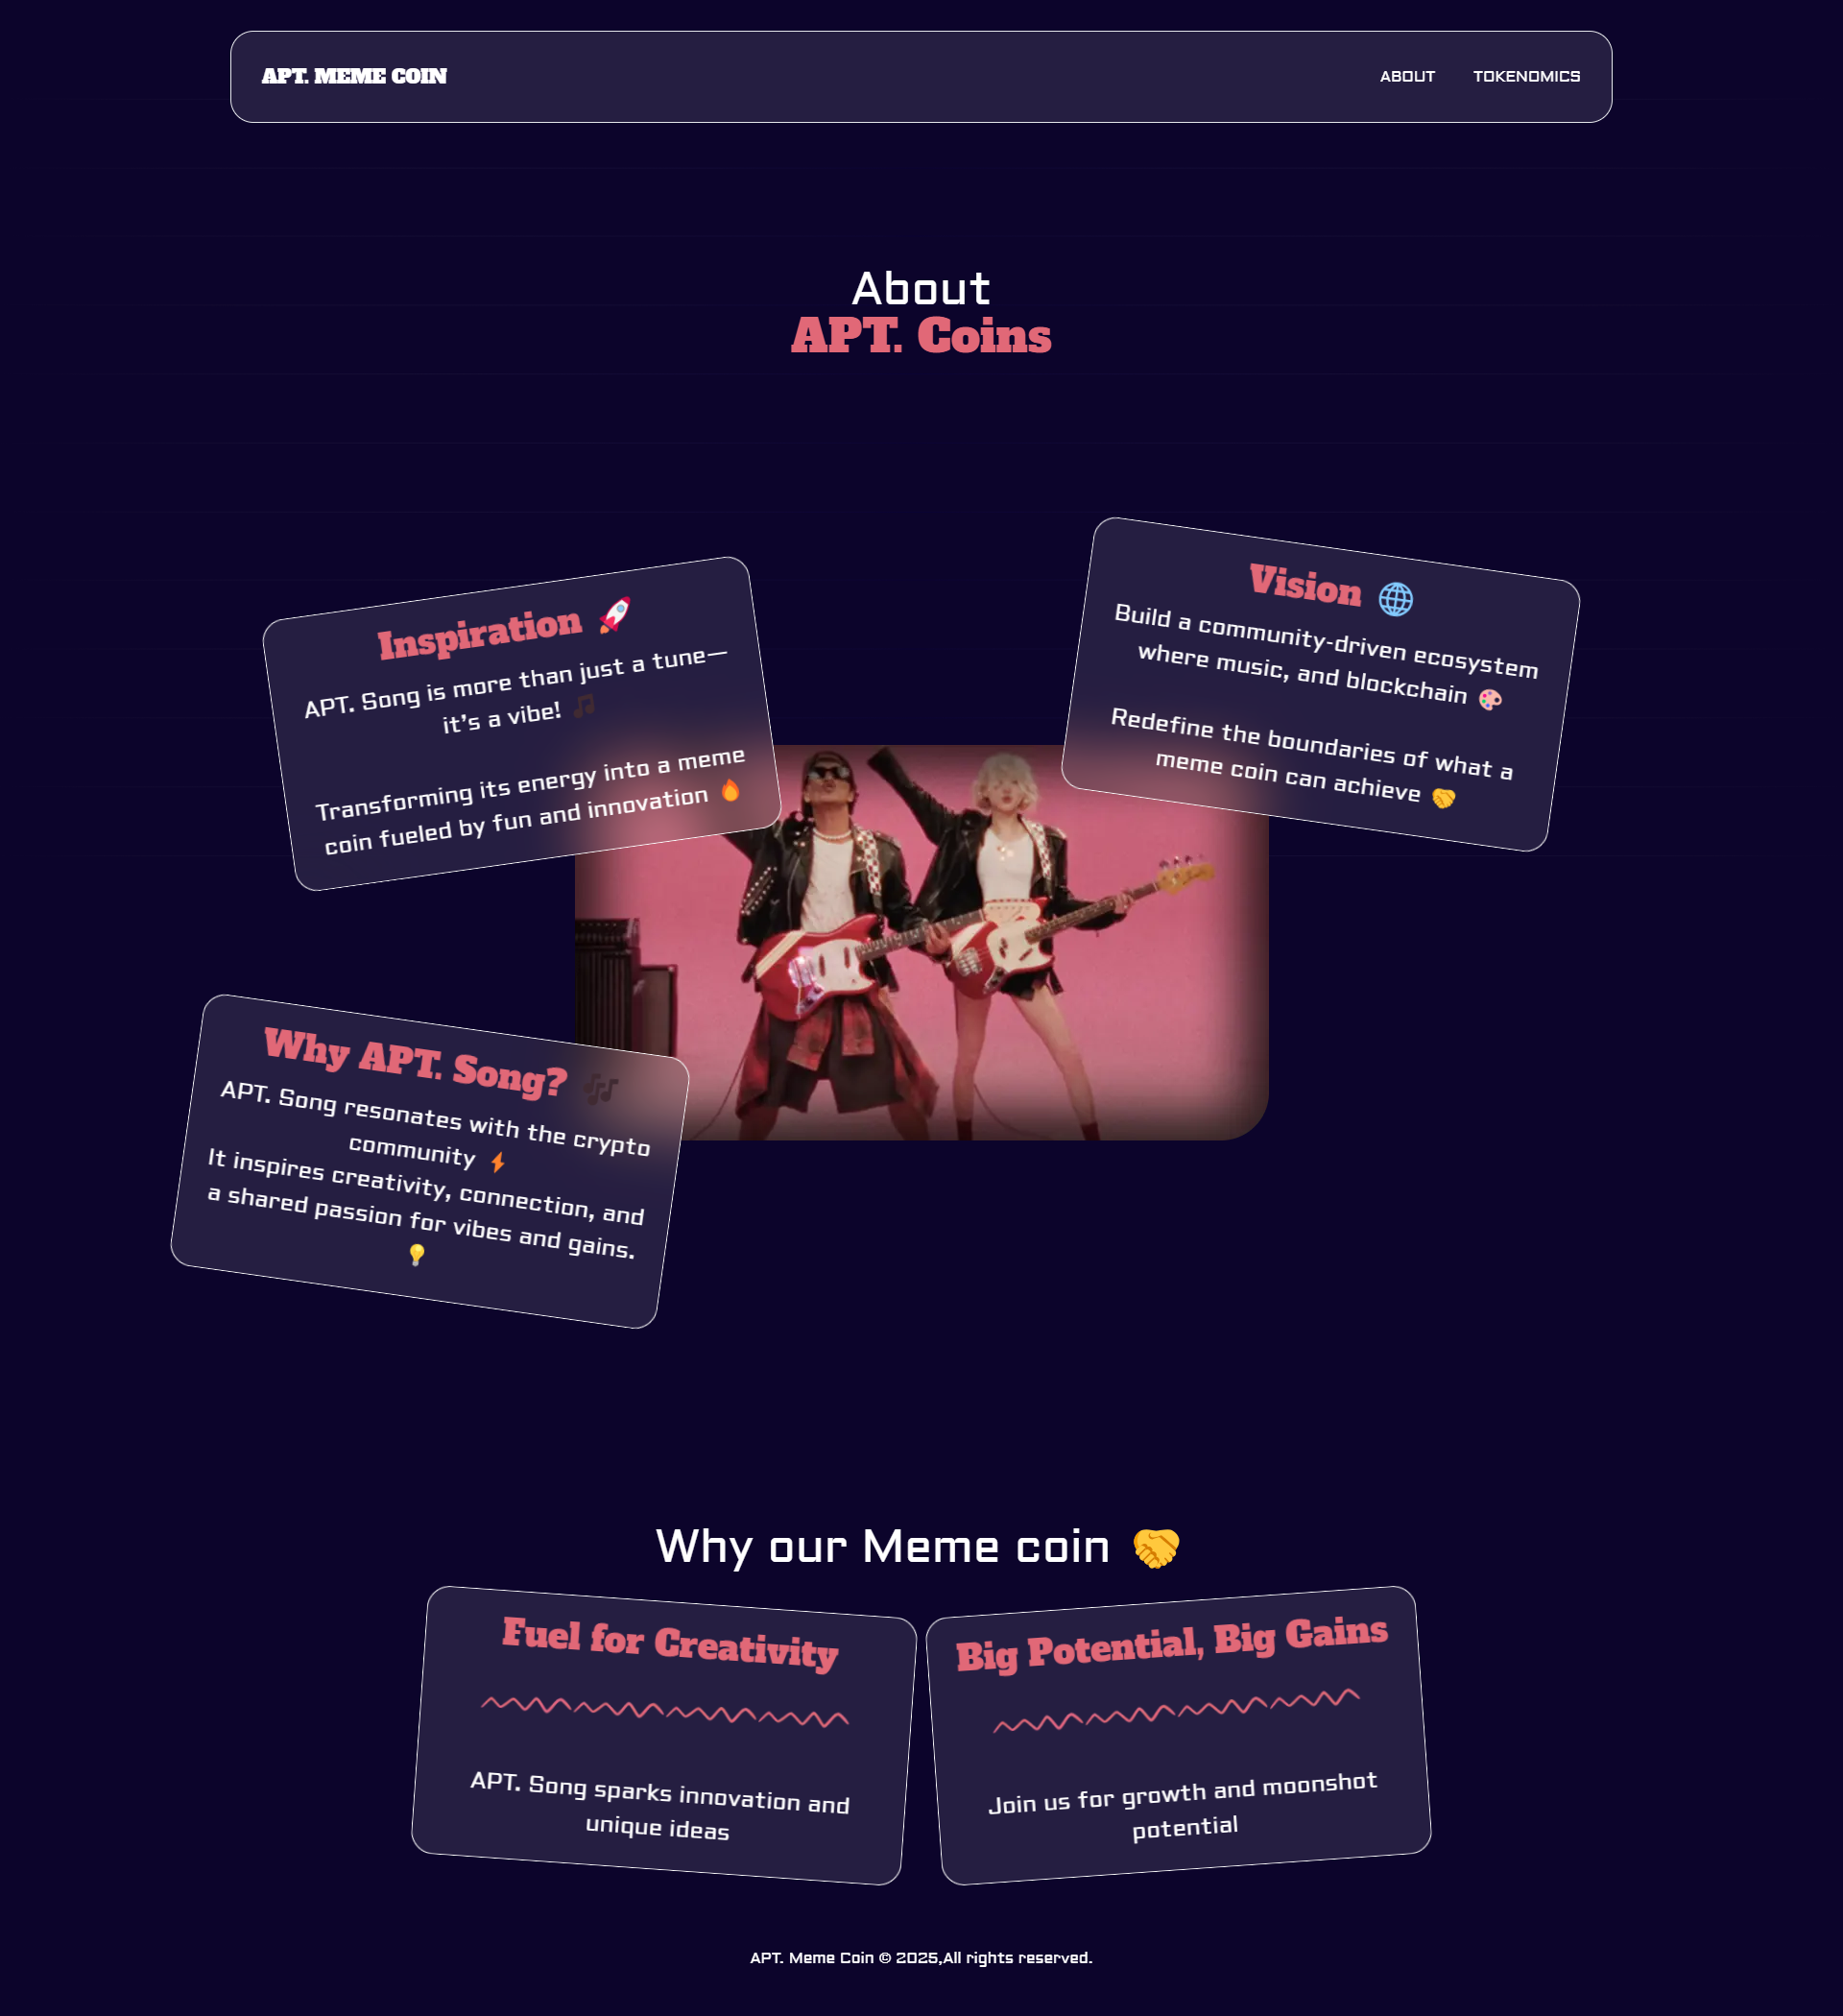 APT. MEME COIN
ABOUT
TOKENOMICS
About
APT. Coins
Inspiration 🚀
APT. Song is more than just a tune—
it's a vibe! 🎵
Transforming its energy into a meme
coin fueled by fun and innovation 🔥
Vision 🌐
Build a community-driven ecosystem
where music, and blockchain 🎨
Redefine the boundaries of what a
meme coin can achieve 🤝
Why APT. Song? 🎶
APT. Song resonates with the crypto
community ⚡
It inspires creativity, connection, and
a shared passion for vibes and gains.
💡
Why our Meme coin 🤝
Fuel for Creativity
APT. Song sparks innovation and
unique ideas
Big Potential, Big Gains
Join us for growth and moonshot
potential
APT. Meme Coin © 2025,All rights reserved.